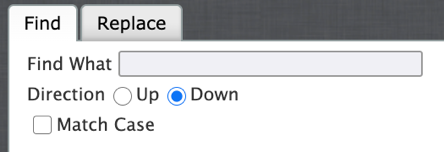 Find Replace
Find What
Direction Up Down
Match Case